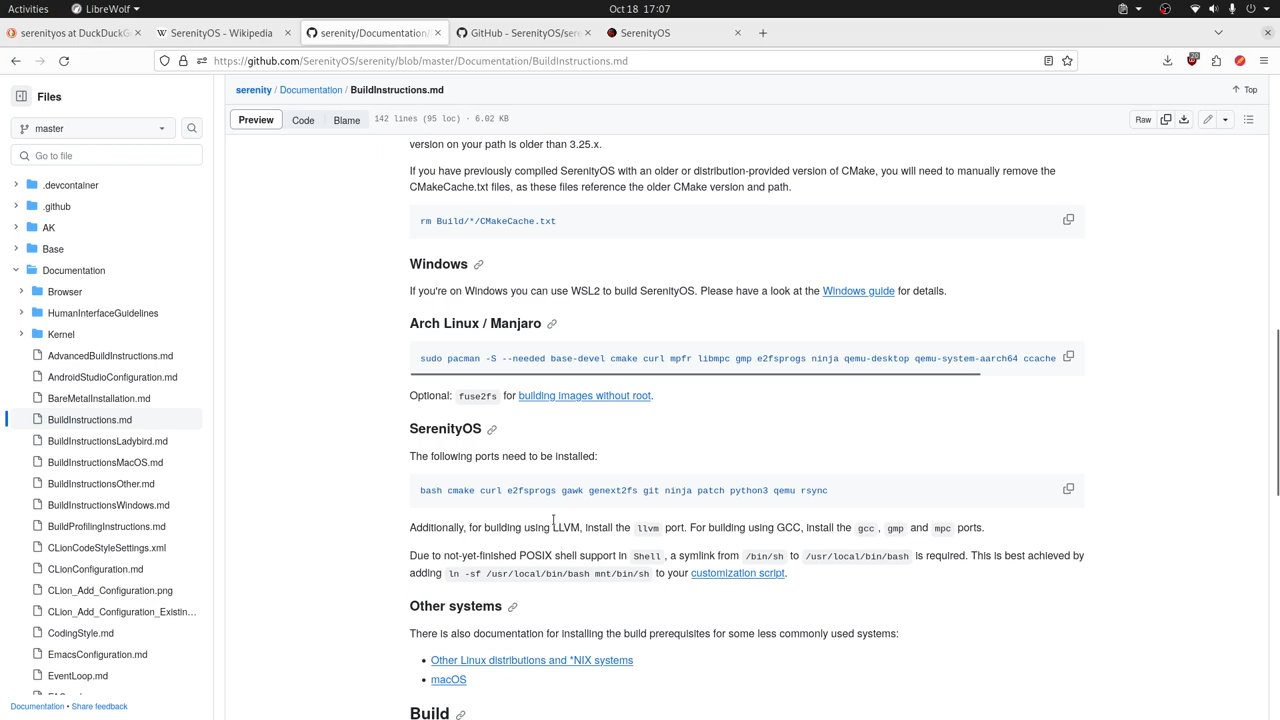 Activities
LibreWolf
Oct 18 17:07
serenityos at DuckDuckG
SerenityOS - Wikipedia
serenity/Documentation/
GitHub - SerenityOS/sere
SerenityOS
https://github.com/SerenityOS/serenity/blob/master/Documentation/BuildInstructions.md
20
Files
master
Go to file
.devcontainer
.github
AK
Base
Documentation
Browser
HumanInterfaceGuidelines
Kernel
AdvancedBuildInstructions.md
AndroidStudioConfiguration.md
BareMetalInstallation.md
BuildInstructions.md
BuildInstructionsLadybird.md
BuildInstructionsMacOS.md
BuildInstructionsOther.md
BuildInstructionsWindows.md
BuildProfilingInstructions.md
CLionCodeStyleSettings.xml
CLionConfiguration.md
CLion_Add_Configuration.png
CLion_Add_Configuration_Existin...
CodingStyle.md
EmacsConfiguration.md
EventLoop.md
Documentation • Share feedback
serenity / Documentation / BuildInstructions.md
Top
Preview Code Blame 142 lines (95 loc) · 6.02 KB
Raw
version on your path is older than 3.25.x.
If you have previously compiled SerenityOS with an older or distribution-provided version of CMake, you will need to manually remove the
CMakeCache.txt files, as these files reference the older CMake version and path.
rm Build/*/CMakeCache.txt
Windows
If you're on Windows you can use WSL2 to build SerenityOS. Please have a look at the Windows guide for details.
Arch Linux / Manjaro
sudo pacman -S --needed base-devel cmake curl mpfr libmpc gmp e2fsprogs ninja qemu-desktop qemu-system-aarch64 ccache
Optional: fuse2fs for building images without root.
SerenityOS
The following ports need to be installed:
bash cmake curl e2fsprogs gawk genext2fs git ninja patch python3 qemu rsync
Additionally, for building using LLVM, install the llvm port. For building using GCC, install the gcc, gmp and mpc ports.
Due to not-yet-finished POSIX shell support in Shell, a symlink from /bin/sh to /usr/local/bin/bash is required. This is best achieved by
adding ln -sf /usr/local/bin/bash mnt/bin/sh to your customization script.
Other systems
There is also documentation for installing the build prerequisites for some less commonly used systems:
• Other Linux distributions and *NIX systems
• macOS
Build